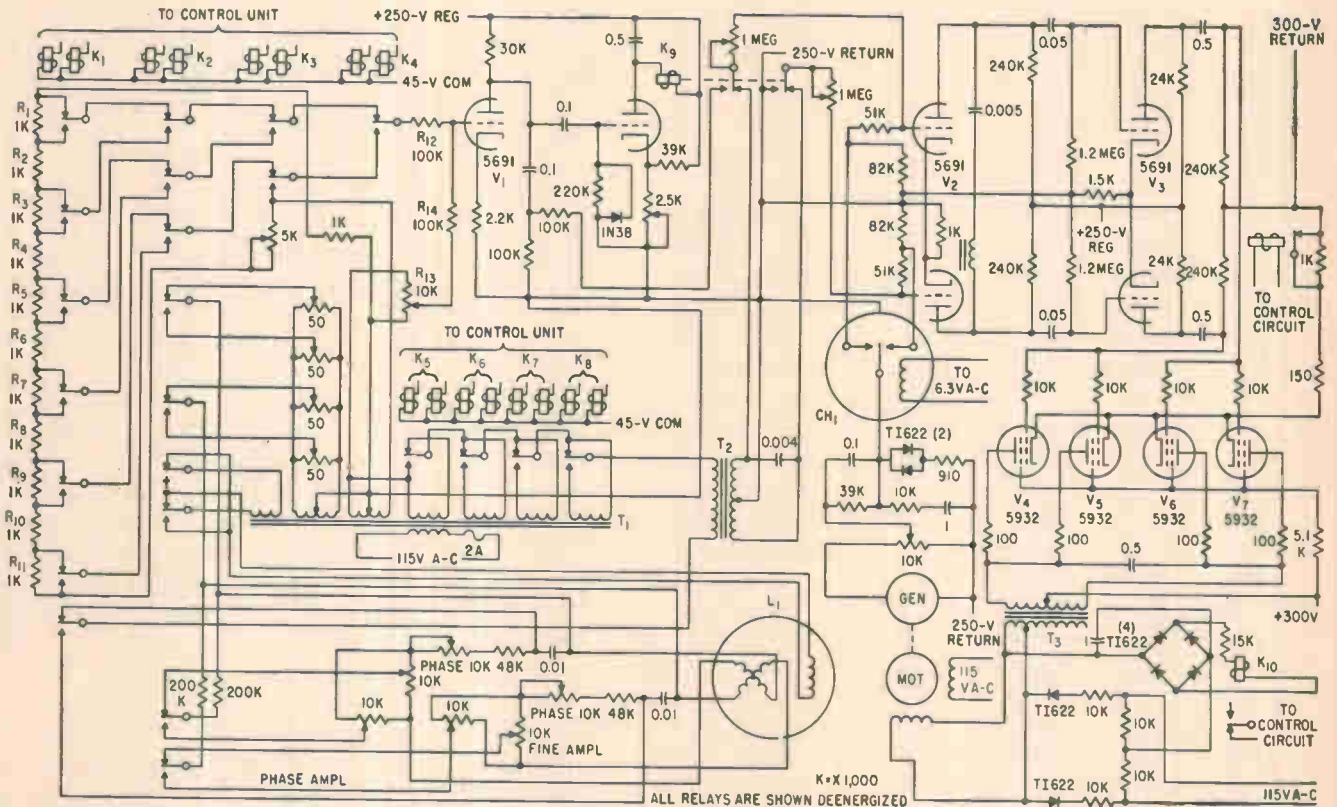 TO CONTROL UNIT
K1
K2
K3
K4
45-V COM
+250-V REG
30K
0.5
K9
1 MEG
250-V RETURN
1 MEG
0.05
0.5
300-V
RETURN
R1
1K
R2
1K
R3
1K
R4
1K
R5
1K
R6
1K
R7
1K
R8
1K
R9
1K
R10
1K
R11
1K
R12
100K
5691
V1
0.1
0.1
R14
100K
2.2K
220K
1N38
39K
2.5K
100K
100K
5K
1K
R13
10K
51K
82K
82K
51K
5691
V2
1K
240K
240K
0.005
1.2 MEG
1.5K
+250-V
REG
1.2 MEG
0.05
5691
V3
24K
24K
240K
240K
0.5
1K
TO
CONTROL
CIRCUIT
150
50
50
50
50
TO CONTROL UNIT
K5
K6
K7
K8
45-V COM
T1
115V A-C
2A
T2
0.004
CH1
TO
6.3V A-C
0.1
TI622 (2)
910
39K
10K
1
10K
GEN
250-V
RETURN
MOT
115
VA-C
10K
10K
10K
10K
V4
5932
V5
5932
V6
5932
V7
5932
100
100
100
100
0.5
5.1
K
+300V
T3
1
(4)
TI622
15K
K10
TO
CONTROL
CIRCUIT
TI622
10K
10K
10K
TI622
10K
115VA-C
L1
200
K
200K
PHASE 10K
48K
0.01
10K
10K
10K
PHASE 10K
48K
0.01
10K
FINE AMPL
PHASE AMPL
K=X 1,000
ALL RELAYS ARE SHOWN DEENERGIZED